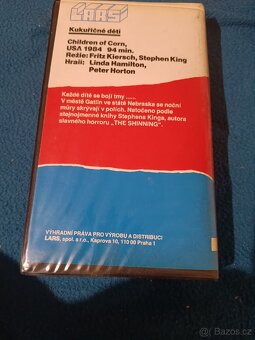 LARS
Kukuřičné děti
Children of Corn,
USA 1984 94 min.
Režie: Fritz Kiersch, Stephen King
Hrají: Linda Hamilton,
Peter Horton
Každé dítě se bojí tmy ......
V městě Gatlin ve státě Nebraska se noční
můry skrývají v polích. Natočeno podle
stejnojmenné knihy Stephena Kinga, autora
slavného horroru „THE SHINNING".
VÝHRADNÍ PRÁVA PRO VÝROBU A DISTRIBUCI
LARS, spol. s r.o., Kaprova 10, 110 00 Praha 1
Bazos.cz